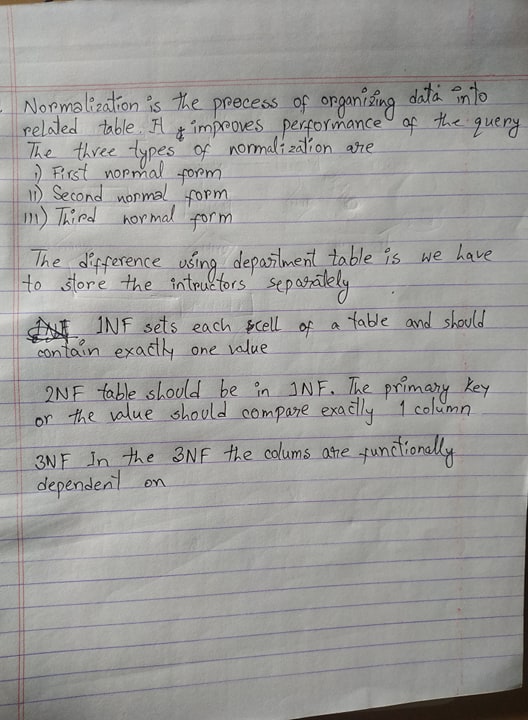 Normalization is the process of organizing data into
related table. It improves performance of the query
The three types of normalization are
i) First normal form
ii) Second normal form
iii) Third normal form
The difference using department table is we have
to store the intructors separately
1NF sets each cell of a table and should
contain exactly one value
2NF table should be in 1NF. The primary key
or the value should compare exactly 1 column
3NF In the 3NF the colums are functionally
dependent on